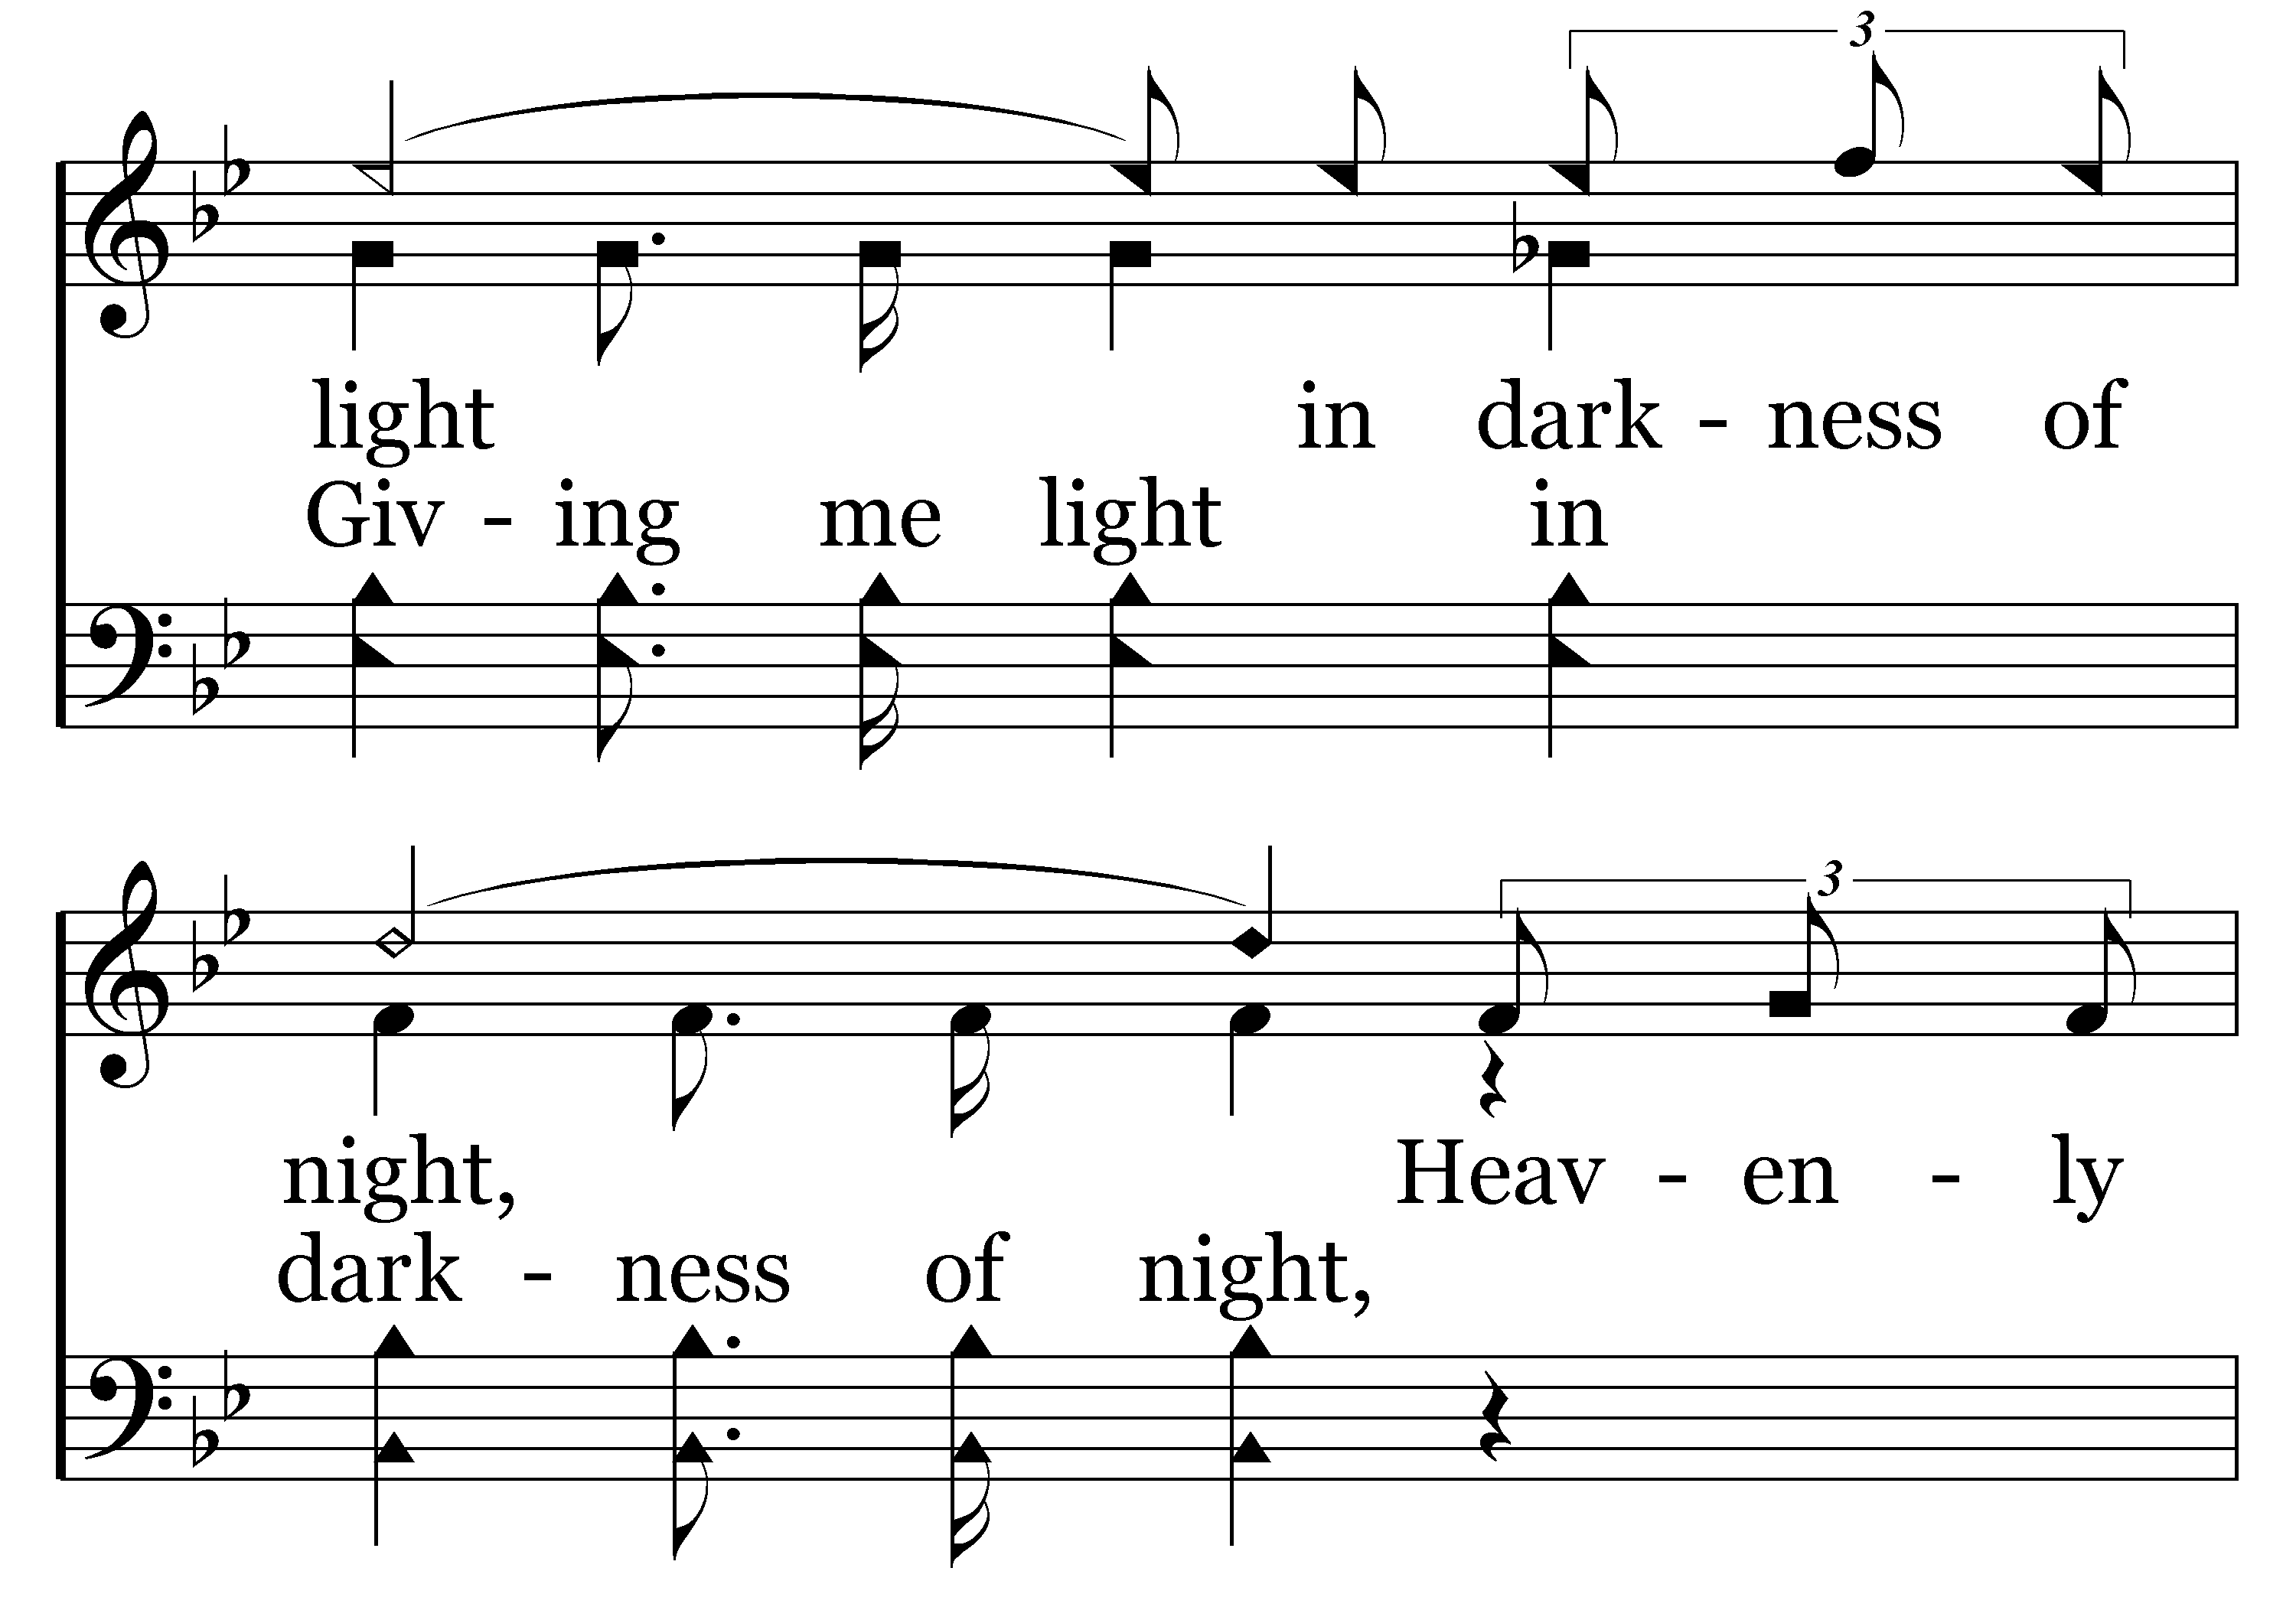 3
light in dark - ness of
Giv - ing me light in
3
night, Heav - en - ly
dark - ness of night,